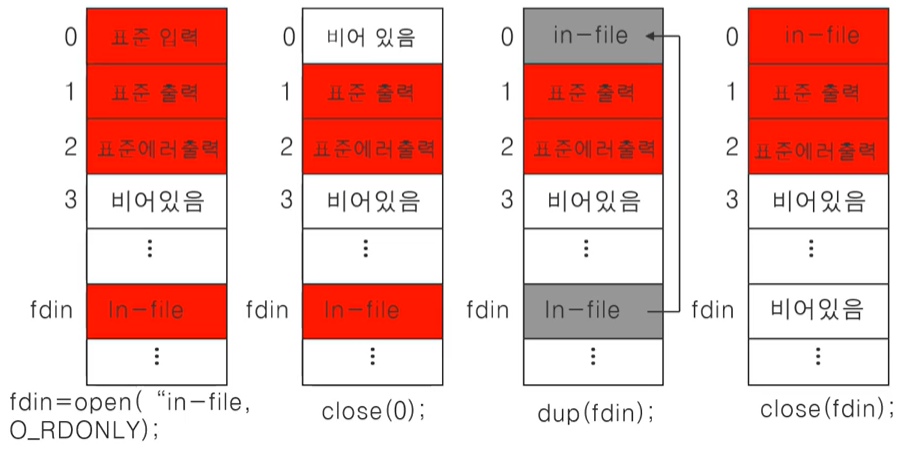 0 표준 입력
1 표준 출력
2 표준에러출력
3 비어있음
⋮
fdin In-file
⋮
fdin=open( “in-file,
O_RDONLY);
0 비어 있음
1 표준 출력
2 표준에러출력
3 비어있음
⋮
fdin In-file
⋮
close(0);
0 in-file
1 표준 출력
2 표준에러출력
3 비어있음
⋮
fdin In-file
⋮
dup(fdin);
0 in-file
1 표준 출력
2 표준에러출력
3 비어있음
⋮
fdin 비어있음
⋮
close(fdin);